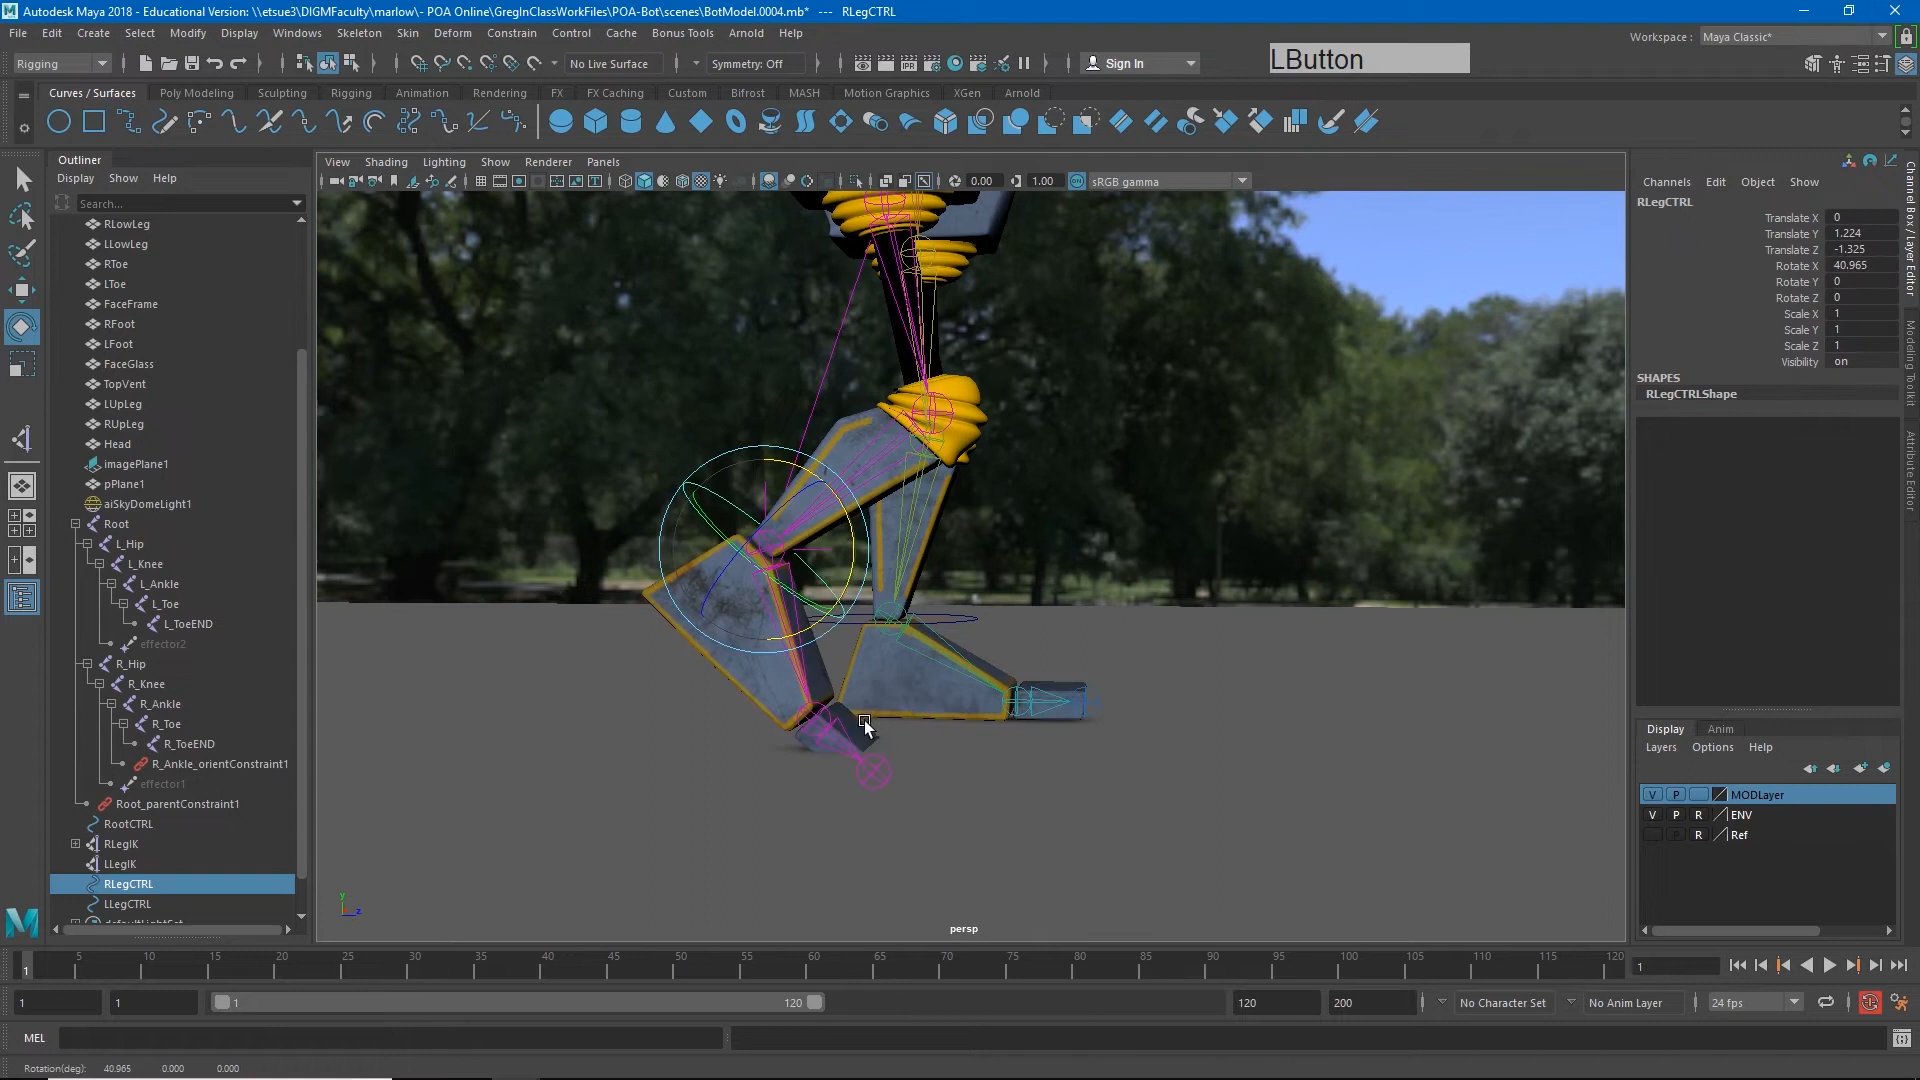 Autodesk Maya 2018 - Educational Version: \\etsue3\DIGMFaculty\marlow\- POA Online\GregInClassWorkFiles\POA-Bot\scenes\BotModel.0004.mb* --- RLegCTRL
File Edit Create Select Modify Display Windows Skeleton Skin Deform Constrain Control Cache Bonus Tools Arnold Help
Workspace : Maya Classic*
Rigging
No Live Surface
Symmetry: Off
Sign In
LButton
Curves / Surfaces Poly Modeling Sculpting Rigging Animation Rendering FX FX Caching Custom Bifrost MASH Motion Graphics XGen Arnold
Outliner
Display Show Help
Search...
RLowLeg
LLowLeg
RToe
LToe
FaceFrame
RFoot
LFoot
FaceGlass
TopVent
LUpLeg
RUpLeg
Head
imagePlane1
pPlane1
aiSkyDomeLight1
Root
L_Hip
L_Knee
L_Ankle
L_Toe
L_ToeEND
effector2
R_Hip
R_Knee
R_Ankle
R_Toe
R_ToeEND
R_Ankle_orientConstraint1
effector1
Root_parentConstraint1
RootCTRL
RLegIK
LLegIK
RLegCTRL
LLegCTRL
View Shading Lighting Show Renderer Panels
0.00 1.00 sRGB gamma
y
z
persp
Channels Edit Object Show
RLegCTRL
Translate X 0
Translate Y 1.224
Translate Z -1.325
Rotate X 40.965
Rotate Y 0
Rotate Z 0
Scale X 1
Scale Y 1
Scale Z 1
Visibility on
SHAPES
RLegCTRLShape
Channel Box / Layer Editor
Modeling Toolkit
Attribute Editor
Display Anim
Layers Options Help
V P MODLayer
V P R ENV
R Ref
5 10 15 20 25 30 35 40 45 50 55 60 65 70 75 80 85 90 95 100 105 110 115 120
1
1
1 1 1 120 120 200 No Character Set No Anim Layer 24 fps
MEL
Rotation(deg): 40.965 0.000 0.000